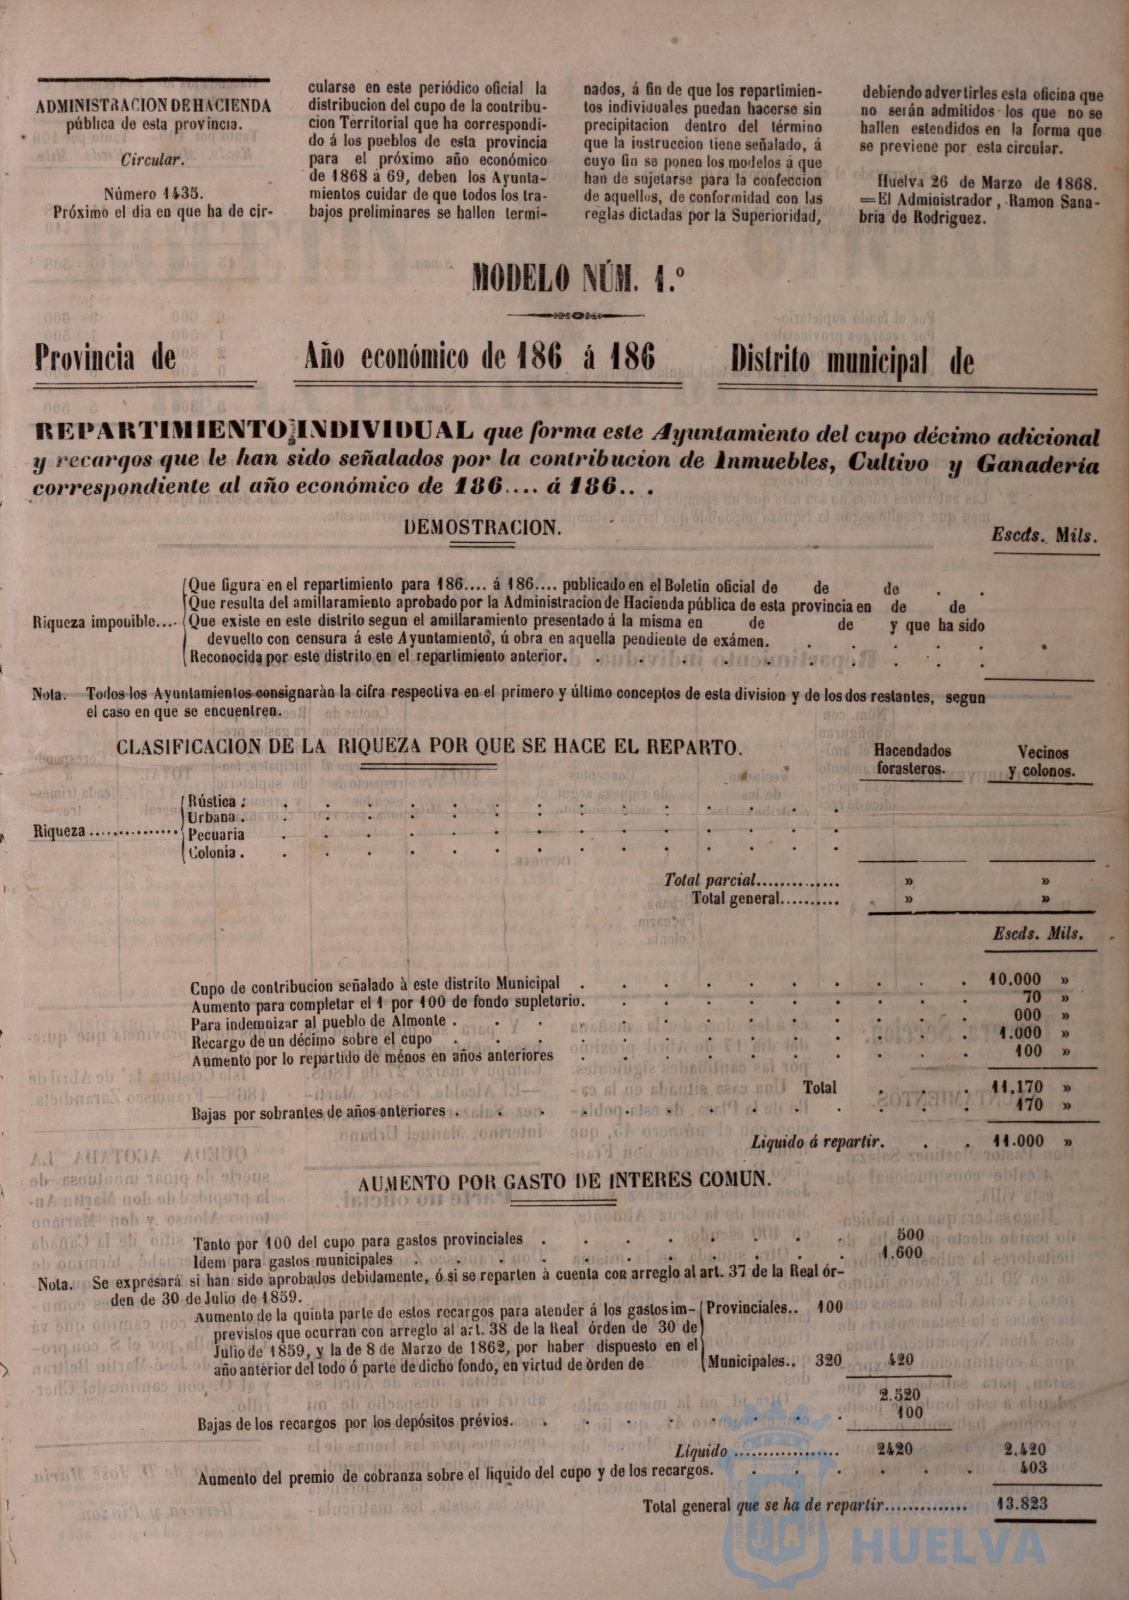 ADMINISTRACION DE HACIENDA
pública de esta provincia.
Circular.
Número 1435.
Próximo el dia en que ha de cir-
cularse en este periódico oficial la
distribucion del cupo de la contribu-
cion Territorial que ha correspondi-
do á los pueblos de esta provincia
para el próximo año económico
de 1868 á 69, deben los Ayunta-
mientos cuidar de que todos los tra-
bajos preliminares se hallen termi-
nados, á fin de que los repartimien-
tos individuales puedan hacerse sin
precipitacion dentro del término
que la instruccion tiene señalado, á
cuyo fin se ponen los modelos á que
han de sujetarse para la confeccion
de aquellos, de conformidad con las
reglas dictadas por la Superioridad,
debiendo advertirles esta oficina que
no serán admitidos los que no se
hallen estendidos en la forma que
se previene por esta circular.
Huelva 26 de Marzo de 1868.
=El Administrador, Ramon Sana-
bria de Rodriguez.
MODELO NÚM. 1.º
Provincia de Año económico de 186 á 186 Distrito municipal de
REPARTIMIENTO INDIVIDUAL que forma este Ayuntamiento del cupo décimo adicional
y recargos que le han sido señalados por la contribucion de Inmuebles, Cultivo y Ganadería
correspondiente al año económico de 186.... á 186.. .
DEMOSTRACION.
Escds. Mils.
Riqueza imponible....
Que figura en el repartimiento para 186.... á 186.... publicado en el Boletin oficial de de de . .
Que resulta del amillaramiento aprobado por la Administracion de Hacienda pública de esta provincia en de de
Que existe en este distrito segun el amillaramiento presentado á la misma en de de y que ha sido
devuelto con censura á este Ayuntamiento, ú obra en aquella pendiente de exámen. . . . . .
Reconocida por este distrito en el repartimiento anterior. . . . . . . . .
Nota. Todos los Ayuntamientos consignarán la cifra respectiva en el primero y último conceptos de esta division y de los dos restantes, segun
el caso en que se encuentren.
CLASIFICACION DE LA RIQUEZA POR QUE SE HACE EL REPARTO.
Hacendados
forasteros.
Vecinos
y colonos.
Riqueza ...............
Rústica . . . . . . . . . . . . . . .
Urbana . . . . . . . . . . . . . . .
Pecuaria . . . . . . . . . . . . . .
Colonia . . . . . . . . . . . . . . .
Total parcial.............. » »
Total general.......... » »
Escds. Mils.
Cupo de contribucion señalado à este distrito Municipal . . . . . . . . . . 10.000 »
Aumento para completar el 1 por 100 de fondo supletorio. . . . . . . . . . 70 »
Para indemnizar al pueblo de Almonte . . . . . . . . . . . . 000 »
Recargo de un décimo sobre el cupo . . . . . . . . . . . . 1.000 »
Aumento por lo repartido de ménos en años anteriores . . . . . . . . . . 100 »
Total . . . 11.170 »
Bajas por sobrantes de años anteriores . . . . . . . . . . . . 170 »
Liquido á repartir. . . 11.000 »
AUMENTO POR GASTO DE INTERES COMUN.
Tanto por 100 del cupo para gastos provinciales . . . . . . . . 500
Idem para gastos municipales . . . . . . . . . . . 1.600
Nota. Se expresará si han sido aprobados debidamente, ó si se reparten à cuenta con arreglo al art. 37 de la Real ór-
den de 30 de Julio de 1859.
Aumento de la quinta parte de estos recargos para atender á los gastos im-
previstos que ocurran con arreglo al art. 38 de la Real órden de 30 de
Julio de 1859, y la de 8 de Marzo de 1862, por haber dispuesto en el
año anterior del todo ó parte de dicho fondo, en virtud de órden de
Provinciales.. 100
Municipales.. 320 420
2.520
Bajas de los recargos por los depósitos prévios. . . . . . . . . 100
Líquido .................. 2420 2.420
Aumento del premio de cobranza sobre el líquido del cupo y de los recargos. . . . . . . 403
Total general que se ha de repartir.............. 13.823
HUELVA